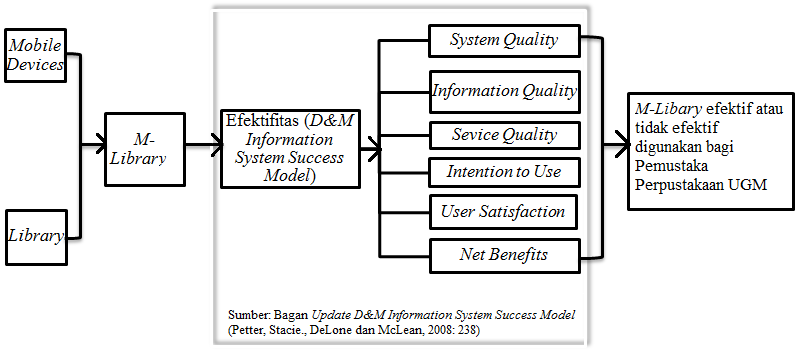 Mobile
Devices
Library
M-
Library
Efektifitas (D&M
Information
System Success
Model)
System Quality
Information Quality
Sevice Quality
Intention to Use
User Satisfaction
Net Benefits
M-Libary efektif atau
tidak efektif
digunakan bagi
Pemustaka
Perpustakaan UGM
Sumber: Bagan Update D&M Information System Success Model
(Petter, Stacie., DeLone dan McLean, 2008: 238)